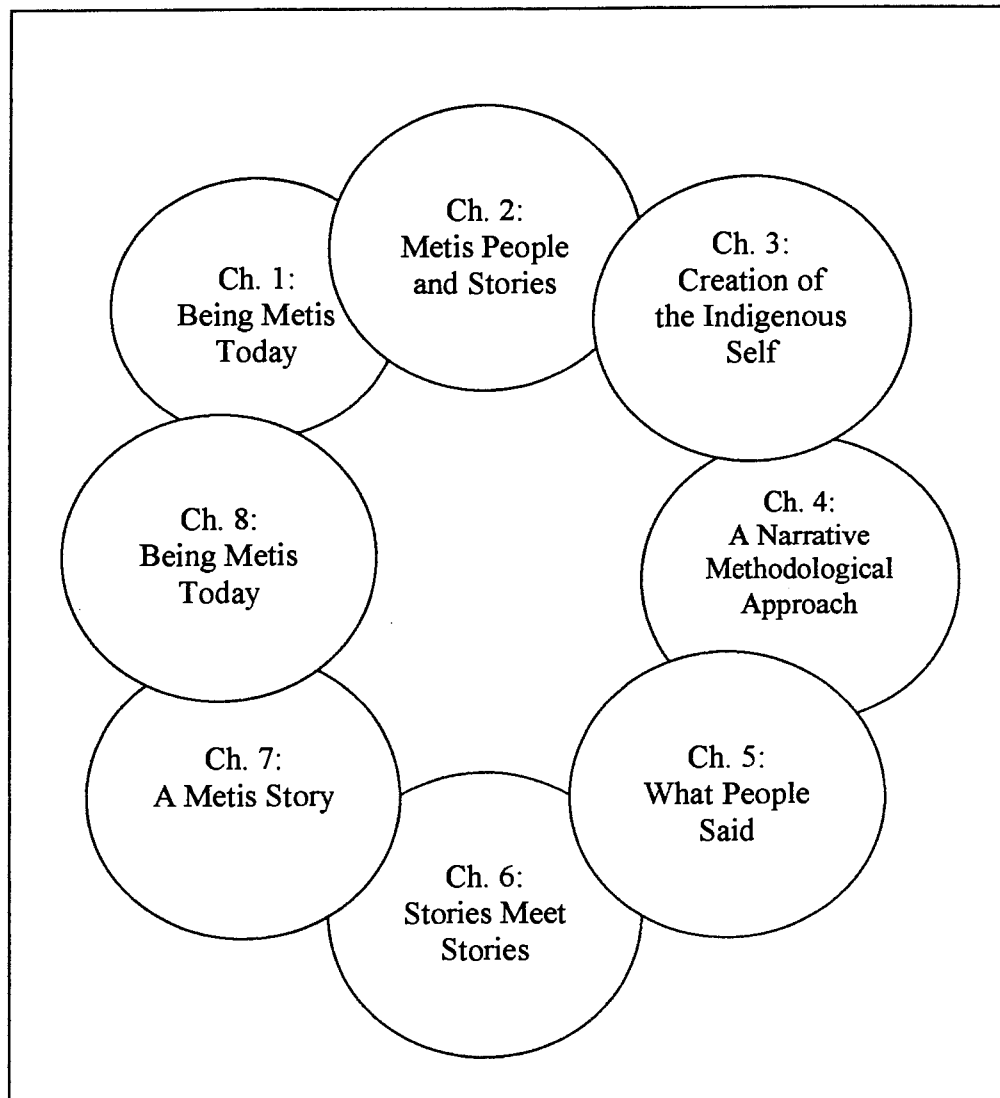 Ch. 1:
Being Metis
Today
Ch. 2:
Metis People
and Stories
Ch. 3:
Creation of
the Indigenous
Self
Ch. 4:
A Narrative
Methodological
Approach
Ch. 5:
What People
Said
Ch. 6:
Stories Meet
Stories
Ch. 7:
A Metis Story
Ch. 8:
Being Metis
Today